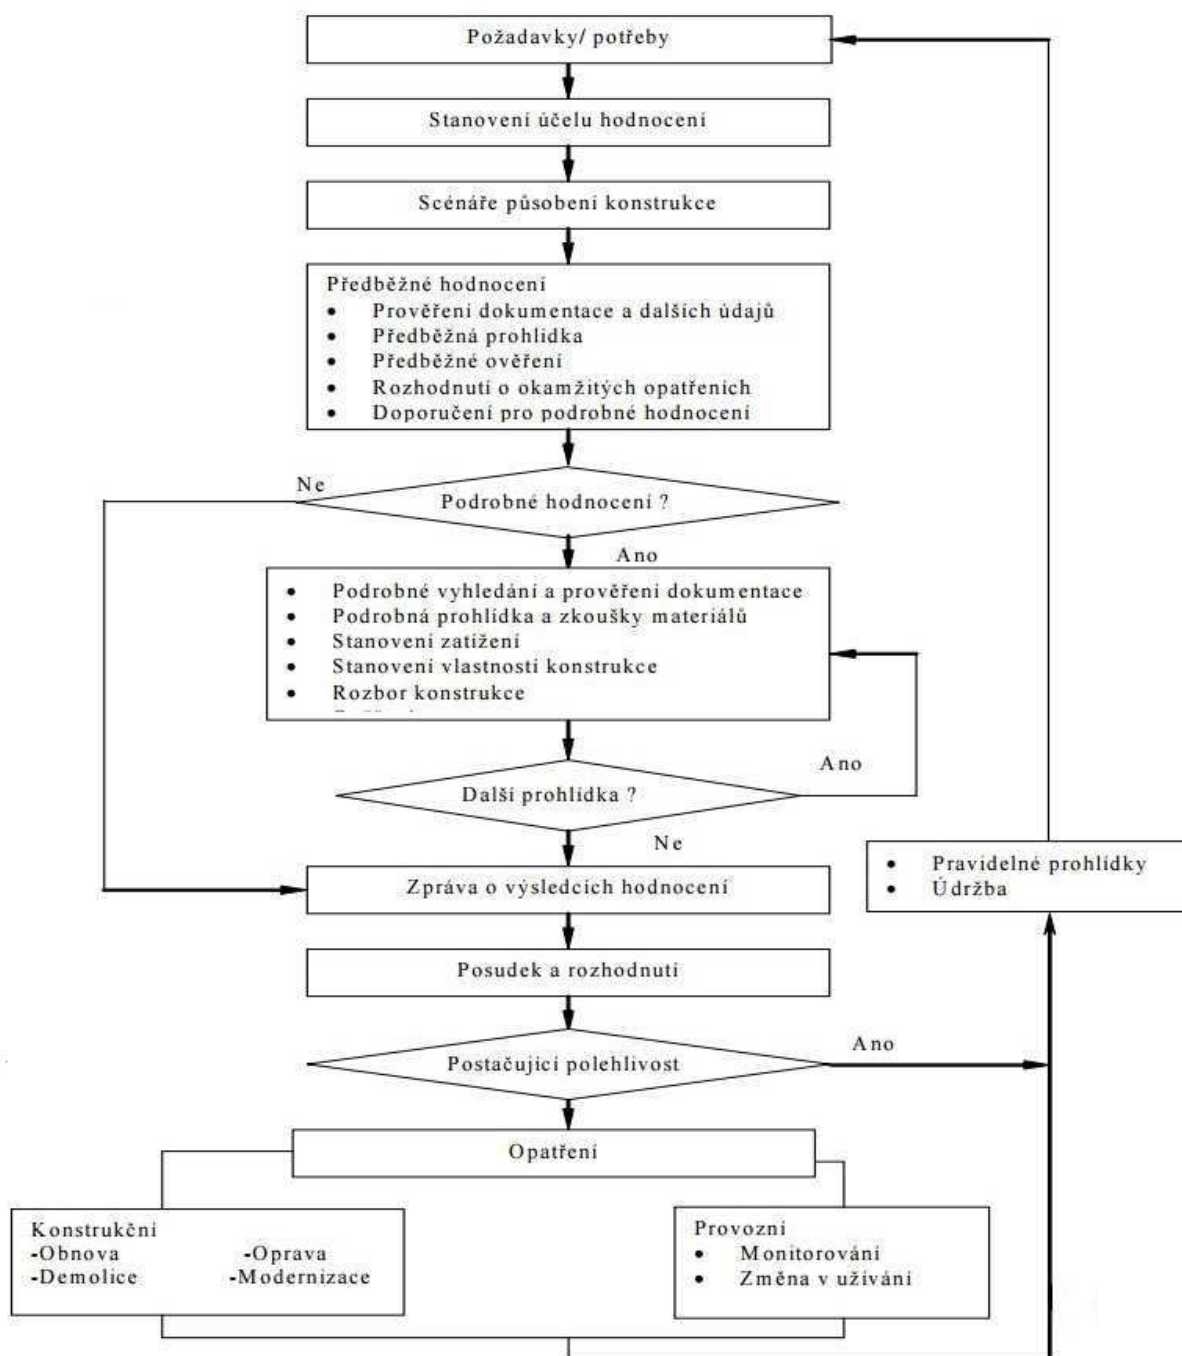 Požadavky/ potřeby
Stanovení účelu hodnocení
Scénáře působení konstrukce
Předběžné hodnocení
• Prověření dokumentace a dalších údajů
• Předběžná prohlídka
• Předběžné ověření
• Rozhodnutí o okamžitých opatřeních
• Doporučení pro podrobné hodnocení
Ne
Podrobné hodnocení ?
Ano
• Podrobné vyhledání a prověření dokumentace
• Podrobná prohlídka a zkoušky materiálů
• Stanovení zatížení
• Stanovení vlastností konstrukce
• Rozbor konstrukce
Ano
Další prohlídka ?
Ne
• Pravidelné prohlídky
• Údržba
Zpráva o výsledcích hodnocení
Posudek a rozhodnutí
Ano
Postačující polehlivost
Opatření
Konstrukční
-Obnova -Oprava
-Demolice -Modernizace
Provozní
• Monitorování
• Změna v užívání